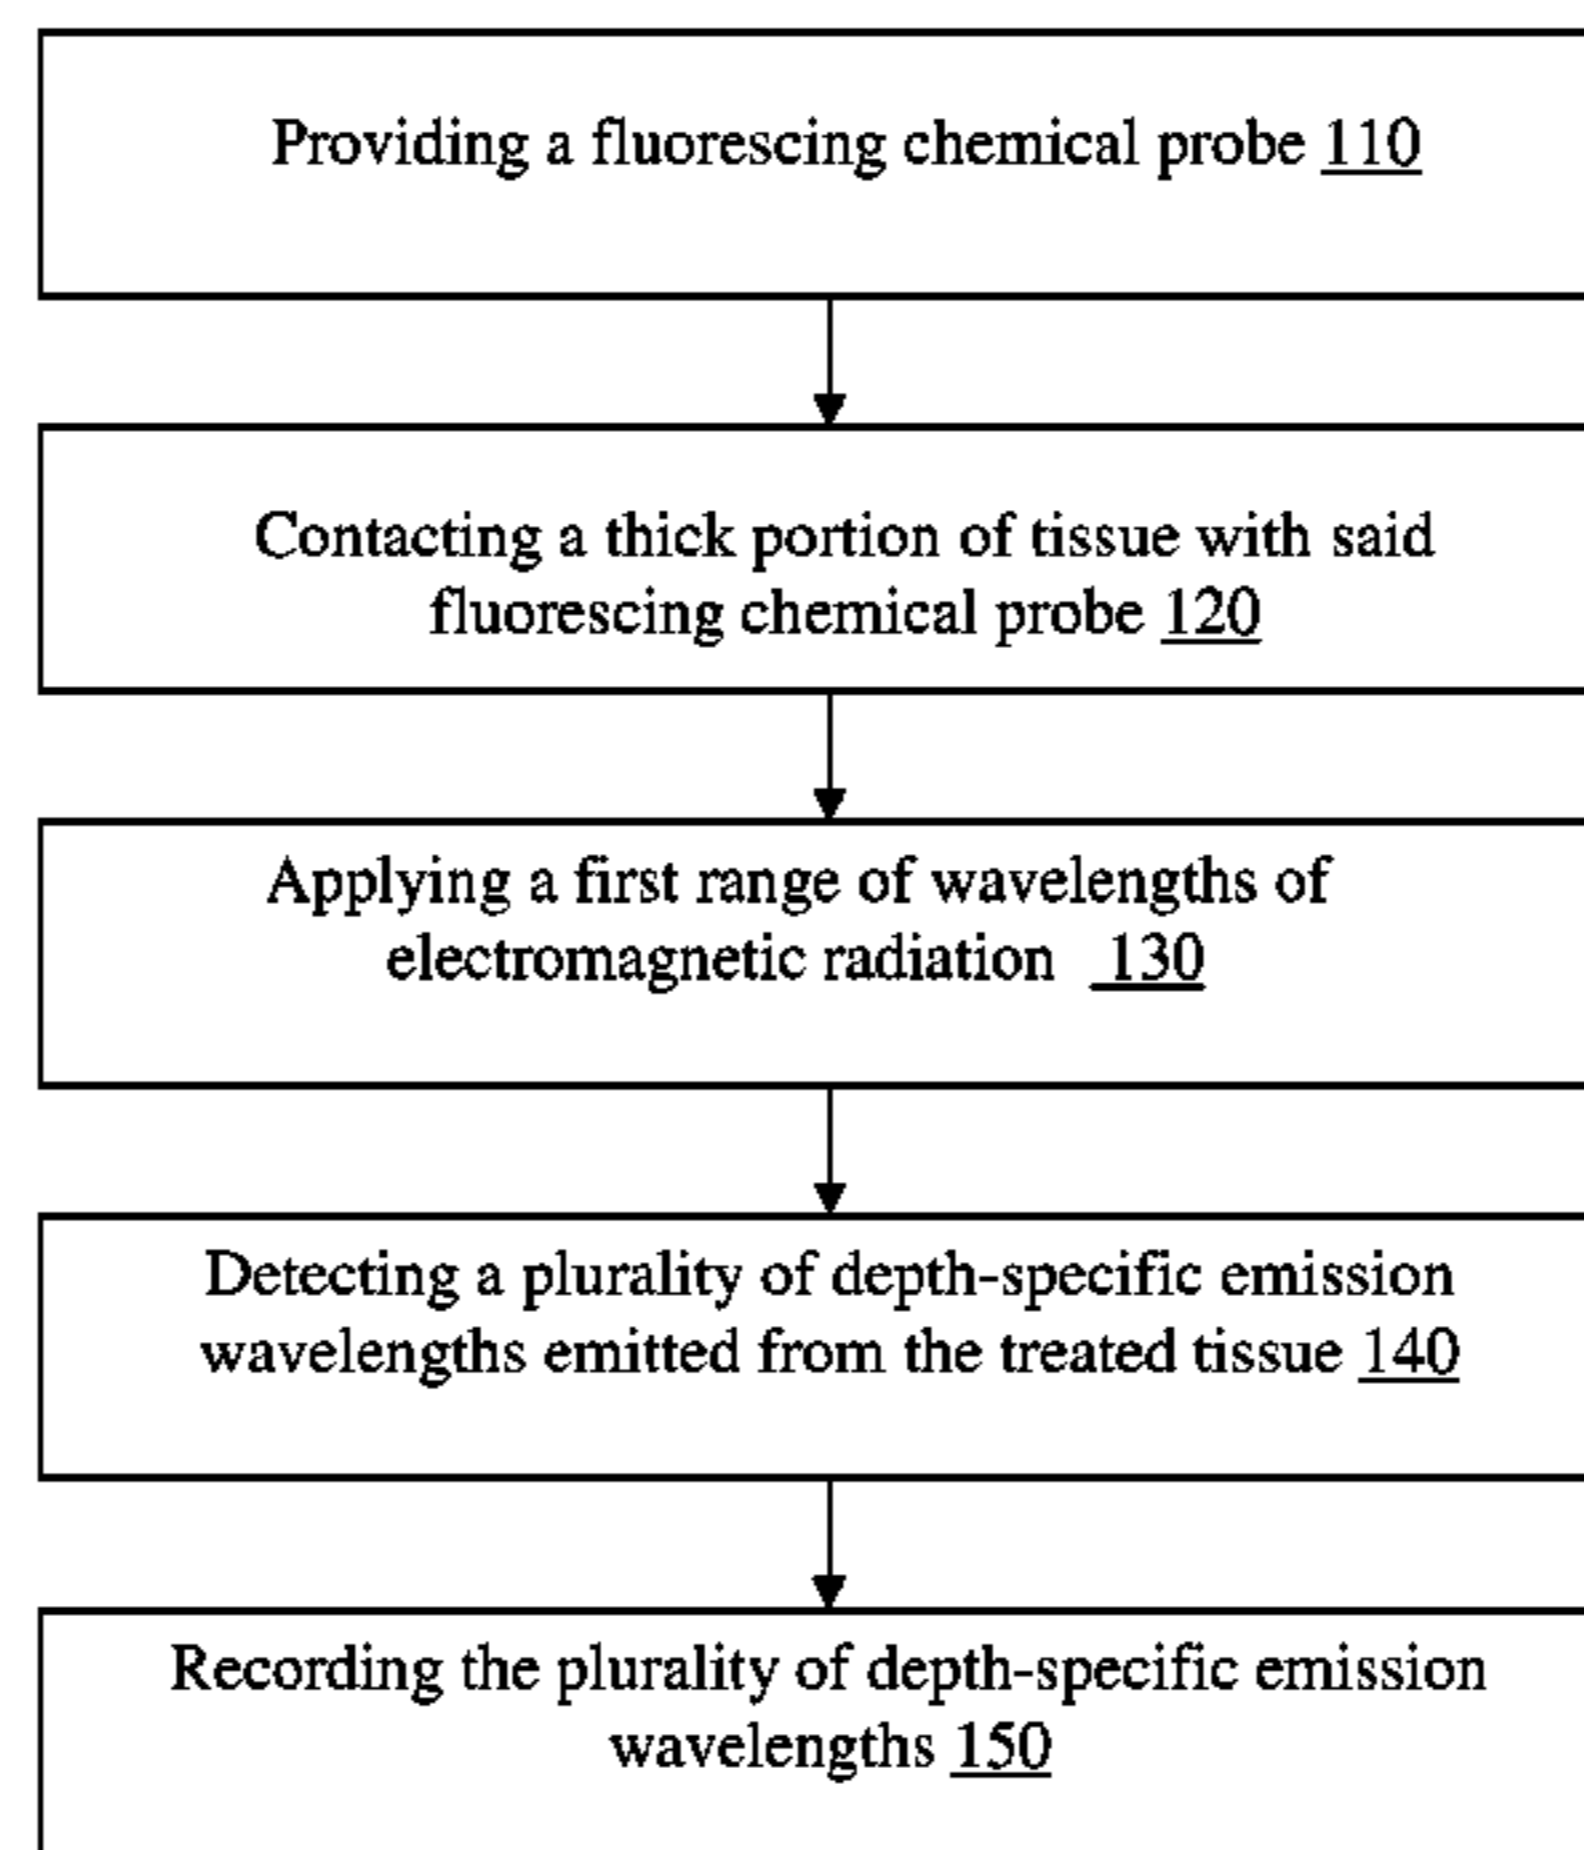 Providing a fluorescing chemical probe 110
Contacting a thick portion of tissue with said
fluorescing chemical probe 120
Applying a first range of wavelengths of
electromagnetic radiation 130
Detecting a plurality of depth-specific emission
wavelengths emitted from the treated tissue 140
Recording the plurality of depth-specific emission
wavelengths 150